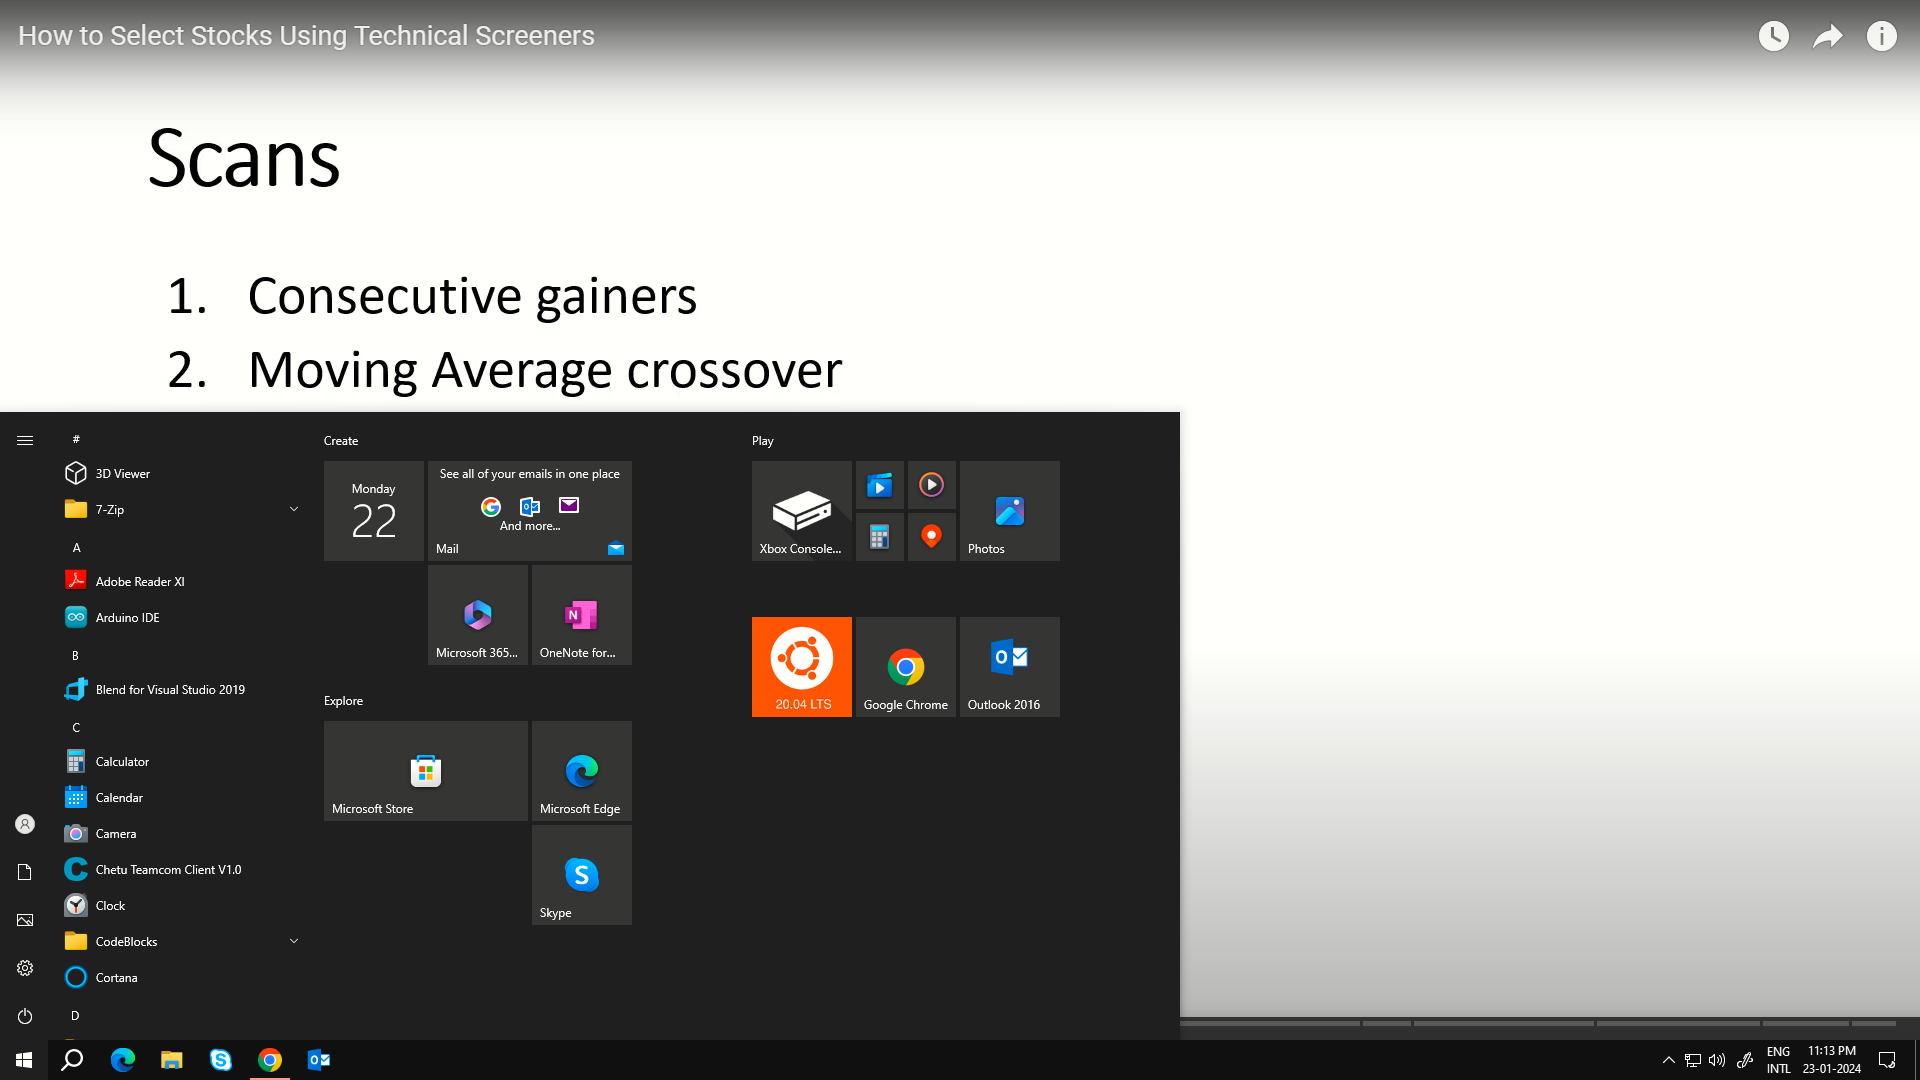 How to Select Stocks Using Technical Screeners
Scans
1. Consecutive gainers
2. Moving Average crossover
#
3D Viewer
7-Zip
A
Adobe Reader XI
Arduino IDE
B
Blend for Visual Studio 2019
C
Calculator
Calendar
Camera
Chetu Teamcom Client V1.0
Clock
CodeBlocks
Cortana
D
Create
Monday
22
See all of your emails in one place
And more...
Mail
Microsoft 365...
OneNote for...
Explore
Microsoft Store
Microsoft Edge
Skype
Play
Xbox Console...
Photos
20.04 LTS
Google Chrome
Outlook 2016
ENG
INTL
11:13 PM
23-01-2024